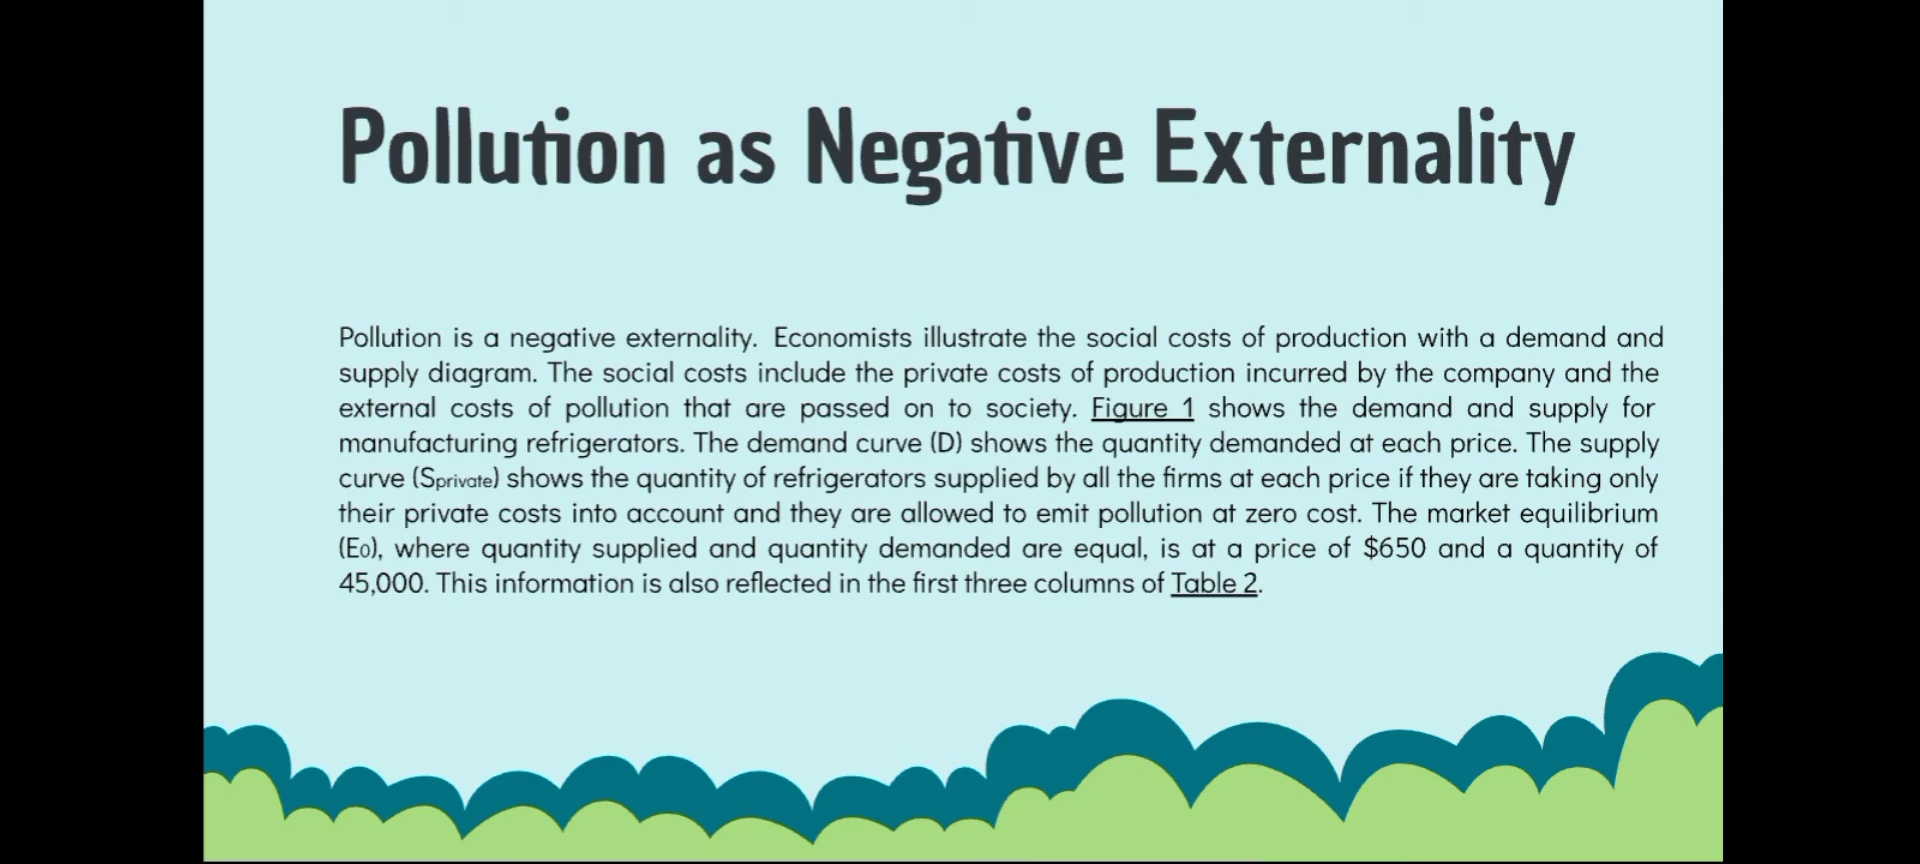 Pollution as Negative Externality
Pollution is a negative externality. Economists illustrate the social costs of production with a demand and
supply diagram. The social costs include the private costs of production incurred by the company and the
external costs of pollution that are passed on to society. Figure 1 shows the demand and supply for
manufacturing refrigerators. The demand curve (D) shows the quantity demanded at each price. The supply
curve (Sprivate) shows the quantity of refrigerators supplied by all the firms at each price if they are taking only
their private costs into account and they are allowed to emit pollution at zero cost. The market equilibrium
(E0), where quantity supplied and quantity demanded are equal, is at a price of $650 and a quantity of
45,000. This information is also reflected in the first three columns of Table 2.